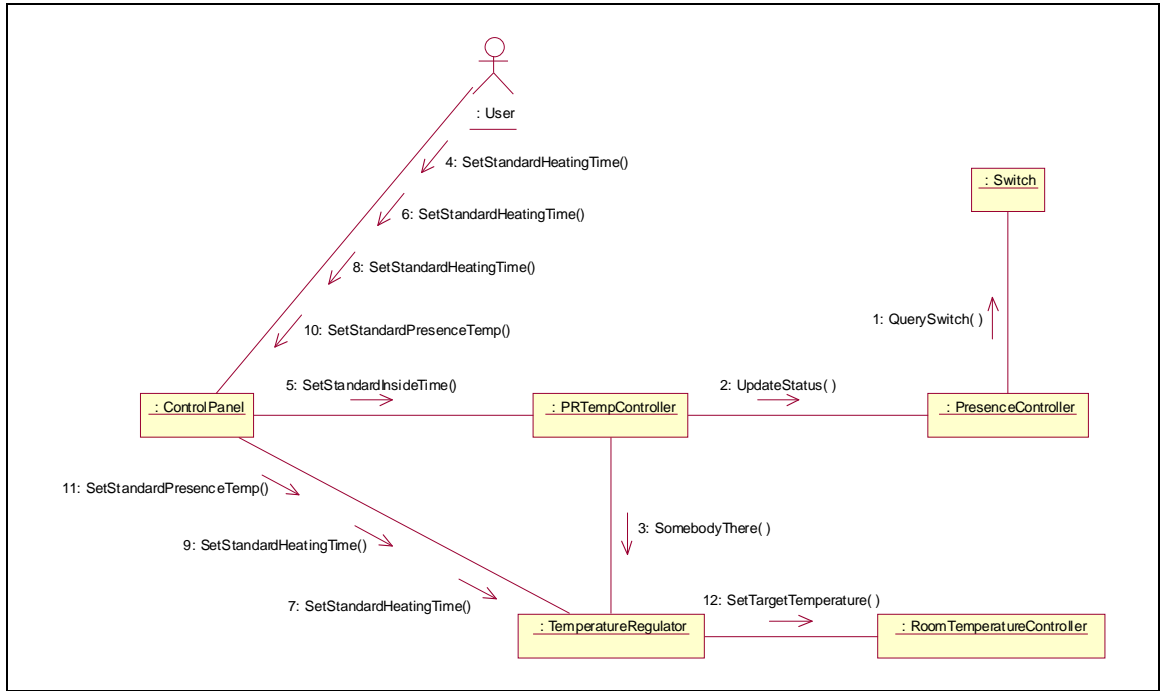 : User
4: SetStandardHeatingTime()
: Switch
6: SetStandardHeatingTime()
8: SetStandardHeatingTime()
1: QuerySwitch( )
10: SetStandardPresenceTemp()
5: SetStandardInsideTime()
2: UpdateStatus( )
: ControlPanel
: PRTempController
: PresenceController
11: SetStandardPresenceTemp()
3: SomebodyThere( )
9: SetStandardHeatingTime()
7: SetStandardHeatingTime()
12: SetTargetTemperature( )
: TemperatureRegulator
: RoomTemperatureController